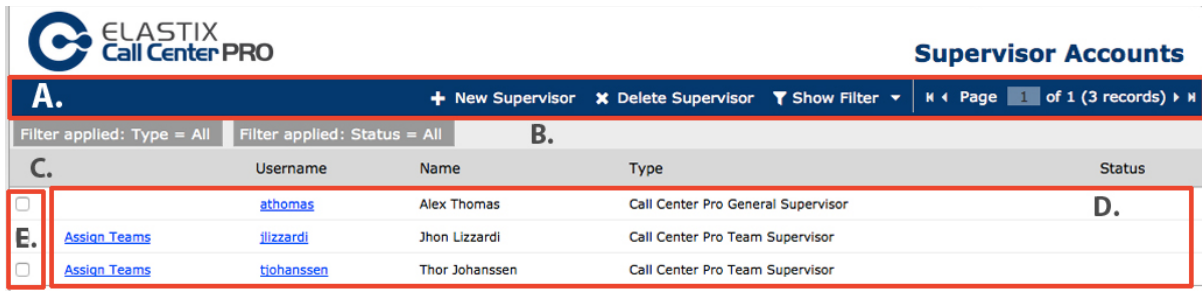 ELASTIX
Call Center PRO
Supervisor Accounts
A. New Supervisor Delete Supervisor Show Filter Page 1 of 1 (3 records)
Filter applied: Type = All Filter applied: Status = All B.
C. Username Name Type Status
athomas Alex Thomas Call Center Pro General Supervisor D.
E. Assign Teams jlizzardi Jhon Lizzardi Call Center Pro Team Supervisor
Assign Teams tjohanssen Thor Johanssen Call Center Pro Team Supervisor